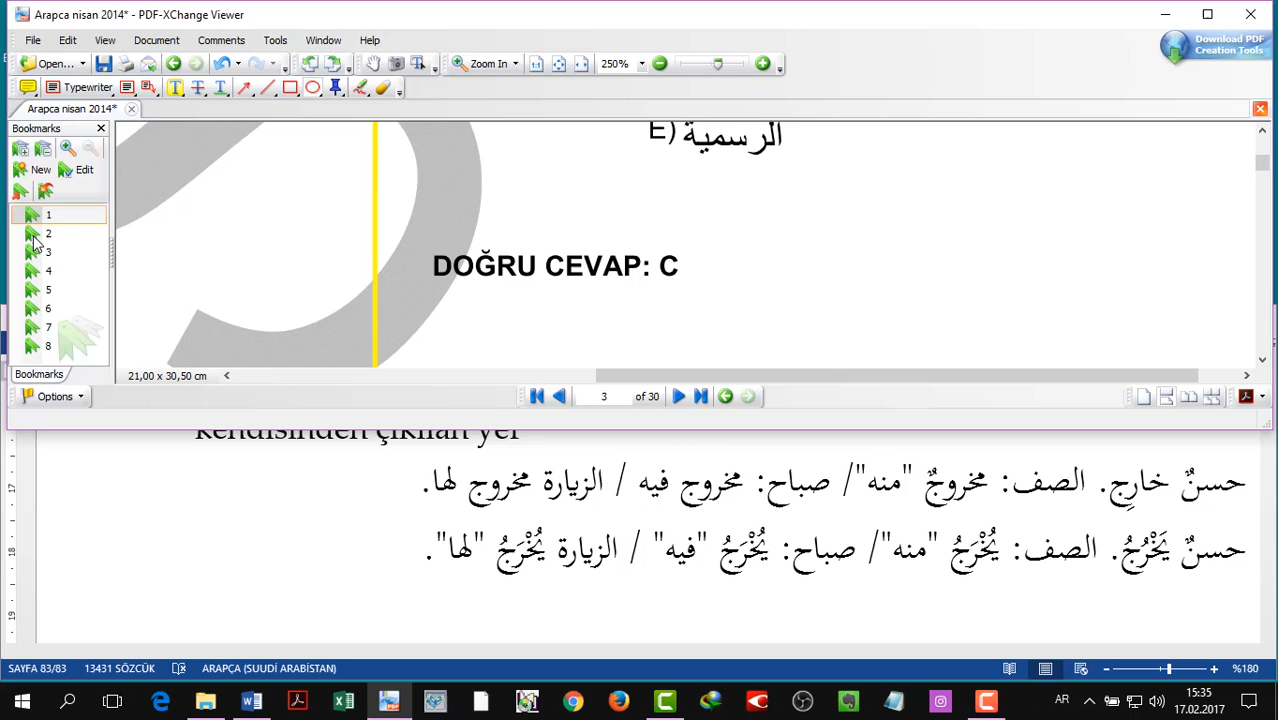 Arapca nisan 2014* - PDF-XChange Viewer
File Edit View Document Comments Tools Window Help
Download PDF
Creation Tools
Open...
Zoom In
250%
Typewriter
Arapca nisan 2014*
Bookmarks
New Edit
1
2
3
4
5
6
7
8
Bookmarks
E) الرسمية
DOĞRU CEVAP: C
21,00 x 30,50 cm
Options
3 of 30
kendisinden çıkılan yer
حسنٌ خارِج. الصف: مخروجٌ "منه"/ صباح: مخروج فيه / الزيارة مخروج لها.
حسنٌ يَخْرُجُ. الصف: يُخْرَجُ "منه"/ صباح: يُخْرَجُ "فيه" / الزيارة يُخْرَجُ "لها".
17
18
19
SAYFA 83/83 13431 SÖZCÜK ARAPÇA (SUUDİ ARABİSTAN) %180
AR
15:35
17.02.2017